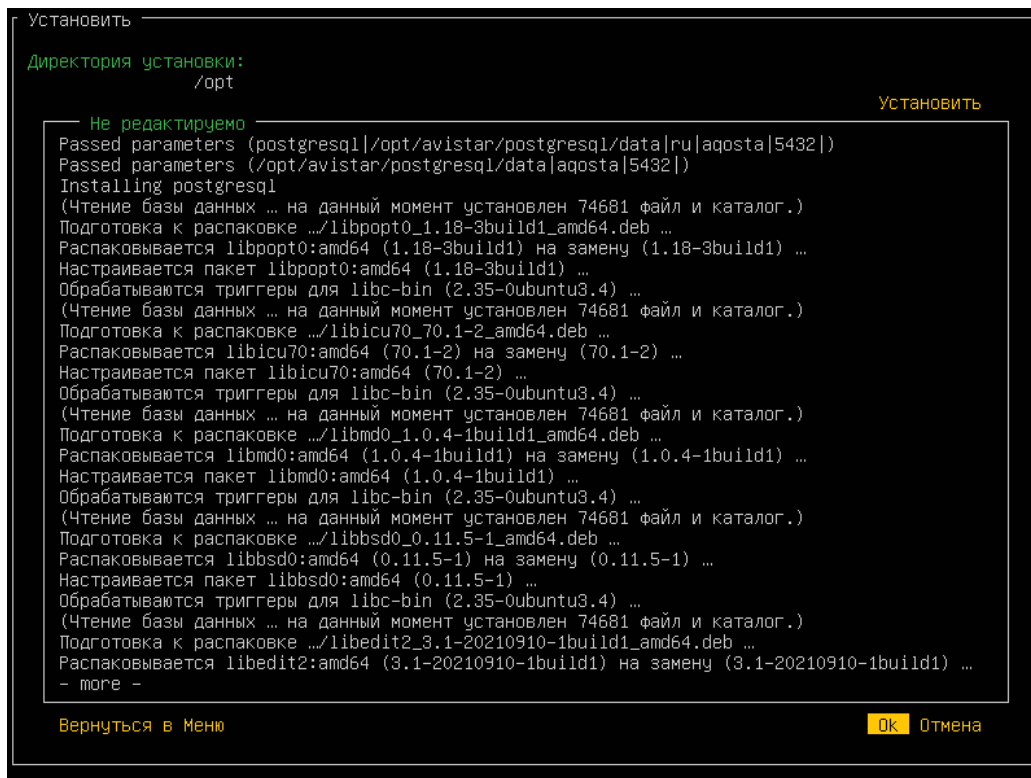 Установить
Директория установки:
/opt
Установить
Не редактируемо
Passed parameters (postgresql|/opt/avistar/postgresql/data|ru|aqosta|5432|)
Passed parameters (/opt/avistar/postgresql/data|aqosta|5432|)
Installing postgresql
(Чтение базы данных … на данный момент установлен 74681 файл и каталог.)
Подготовка к распаковке …/libpopt0_1.18-3build1_amd64.deb …
Распаковывается libpopt0:amd64 (1.18-3build1) на замену (1.18-3build1) …
Настраивается пакет libpopt0:amd64 (1.18-3build1) …
Обрабатываются триггеры для libc-bin (2.35-0ubuntu3.4) …
(Чтение базы данных … на данный момент установлен 74681 файл и каталог.)
Подготовка к распаковке …/libicu70_70.1-2_amd64.deb …
Распаковывается libicu70:amd64 (70.1-2) на замену (70.1-2) …
Настраивается пакет libicu70:amd64 (70.1-2) …
Обрабатываются триггеры для libc-bin (2.35-0ubuntu3.4) …
(Чтение базы данных … на данный момент установлен 74681 файл и каталог.)
Подготовка к распаковке …/libmd0_1.0.4-1build1_amd64.deb …
Распаковывается libmd0:amd64 (1.0.4-1build1) на замену (1.0.4-1build1) …
Настраивается пакет libmd0:amd64 (1.0.4-1build1) …
Обрабатываются триггеры для libc-bin (2.35-0ubuntu3.4) …
(Чтение базы данных … на данный момент установлен 74681 файл и каталог.)
Подготовка к распаковке …/libbsd0_0.11.5-1_amd64.deb …
Распаковывается libbsd0:amd64 (0.11.5-1) на замену (0.11.5-1) …
Настраивается пакет libbsd0:amd64 (0.11.5-1) …
Обрабатываются триггеры для libc-bin (2.35-0ubuntu3.4) …
(Чтение базы данных … на данный момент установлен 74681 файл и каталог.)
Подготовка к распаковке …/libedit2_3.1-20210910-1build1_amd64.deb …
Распаковывается libedit2:amd64 (3.1-20210910-1build1) на замену (3.1-20210910-1build1) …
- more -
Вернуться в Меню Ok Отмена